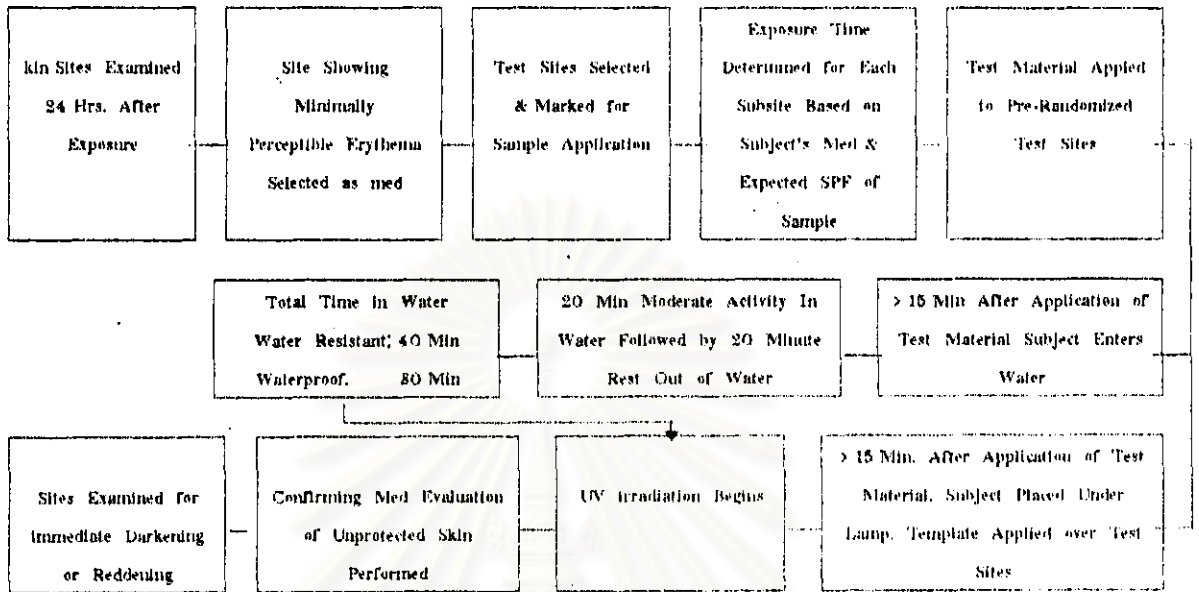 kin Sites Examined
24 Hrs. After
Exposure
Site Showing
Minimally
Perceptible Erythema
Selected as med
Test Sites Selected
& Marked for
Sample Application
Exposure Time
Determined for Each
Subsite Based on
Subject's Med &
Expected SPF of
Sample
Test Material Appied
to Pre-Randomized
Test Sites
Total Time in Water
Water Resistant; 40 Min
Waterproof. 80 Min
20 Min Moderate Activity In
Water Followed by 20 Minute
Rest Out of Water
> 15 Min After Application of
Test Material Subject Enters
Water
Sites Examined for
Immediate Darkening
or Reddening
Confirming Med Evaluation
of Unprotected Skin
Performed
UV Irradiation Begins
> 15 Min. After Application of Test
Material, Subject Placed Under
Lamp, Template Applied over Test
Sites